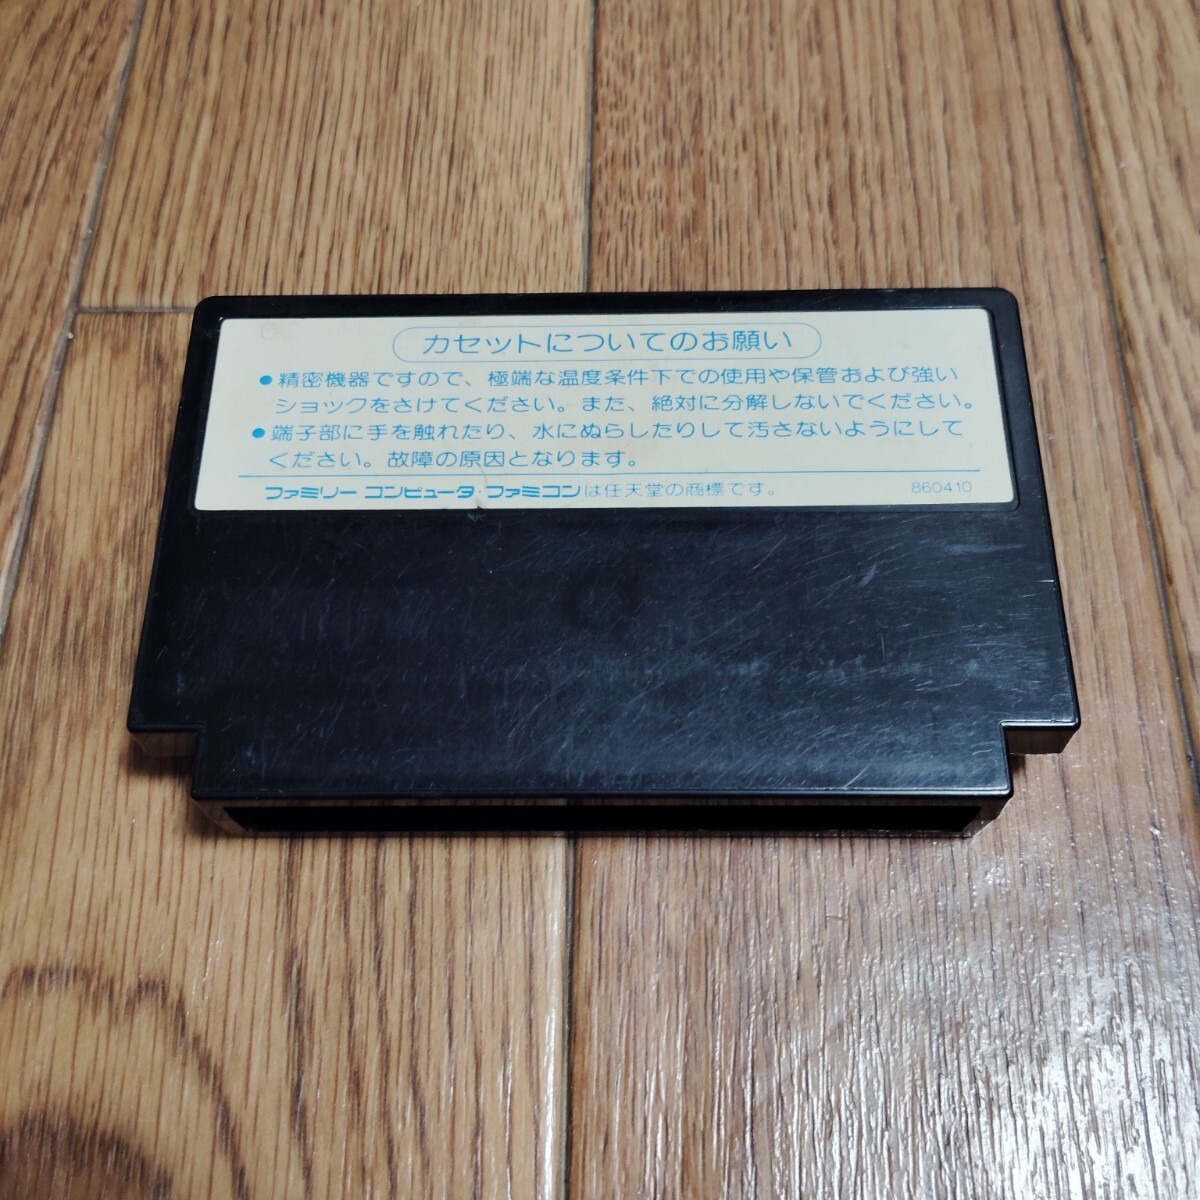 カセットについてのお願い
●精密機器ですので、極端な温度条件下での使用や保管および強い
ショックをさけてください。また、絶対に分解しないでください。
●端子部に手を触れたり、水にぬらしたりして汚さないようにして
ください。故障の原因となります。
ファミリー コンピュータ・ファミコンは任天堂の商標です。 860410